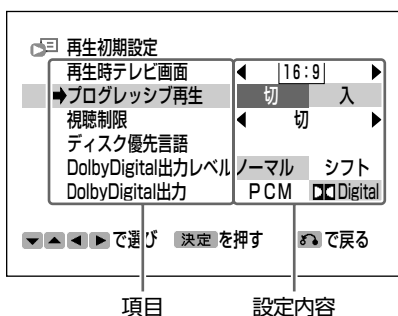 再生初期設定
再生時テレビ画面 ◀ 16:9 ▶
➡プログレッシブ再生 切 入
視聴制限 ◀ 切 ▶
ディスク優先言語
DolbyDigital出力レベル ノーマル シフト
DolbyDigital出力 PCM Digital
▼▲◀▶で選び 決定を押す で戻る
項目 設定内容